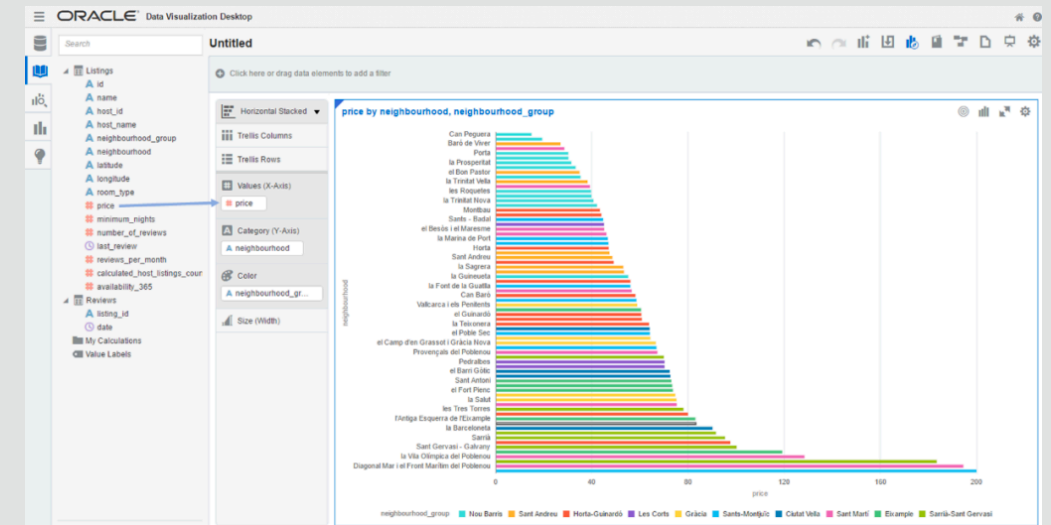 ORACLE Data Visualization Desktop
Search
Untitled
Click here or drag data elements to add a filter
Listings
id
name
host_id
host_name
neighbourhood_group
neighbourhood
latitude
longitude
room_type
price
minimum_nights
number_of_reviews
last_review
reviews_per_month
calculated_host_listings_cour
availability_365
Reviews
listing_id
date
My Calculations
Value Labels
Horizontal Stacked
Trellis Columns
Trellis Rows
Values (X-Axis)
price
Category (Y-Axis)
neighbourhood
Color
neighbourhood_gr...
Size (Width)
price by neighbourhood, neighbourhood_group
neighbourhood
Can Peguera
Baró de Viver
Porta
la Prosperitat
el Bon Pastor
la Trinitat Vella
les Roquetes
la Trinitat Nova
Montbau
Sants - Badal
el Besòs i el Maresme
la Marina de Port
Horta
Sant Andreu
la Sagrera
la Guineueta
la Font de la Guatlla
Can Baró
Vallcarca i els Penitents
el Guinardó
la Teixonera
el Poble Sec
el Camp d'en Grassot i Gràcia Nova
Provençals del Poblenou
Pedralbes
el Barri Gòtic
Sant Antoni
el Fort Pienc
la Salut
les Tres Torres
l'Antiga Esquerra de l'Eixample
la Barceloneta
Sarrià
Sant Gervasi - Galvany
la Vila Olímpica del Poblenou
Diagonal Mar i el Front Marítim del Poblenou
0 40 80 120 160 200
price
neighbourhood_group Nou Barris Sant Andreu Horta-Guinardó Les Corts Gràcia Sants-Montjuïc Ciutat Vella Sant Martí Eixample Sarrià-Sant Gervasi